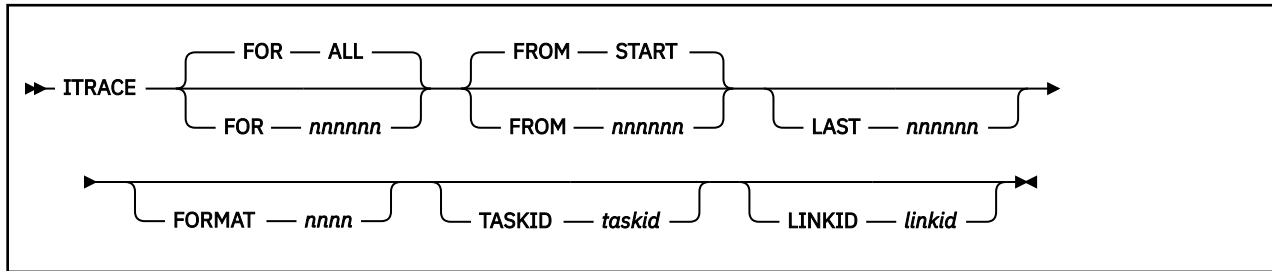 FOR ALL FROM START
ITRACE
FOR nnnnnn FROM nnnnnn LAST nnnnnn
FORMAT nnnn TASKID taskid LINKID linkid